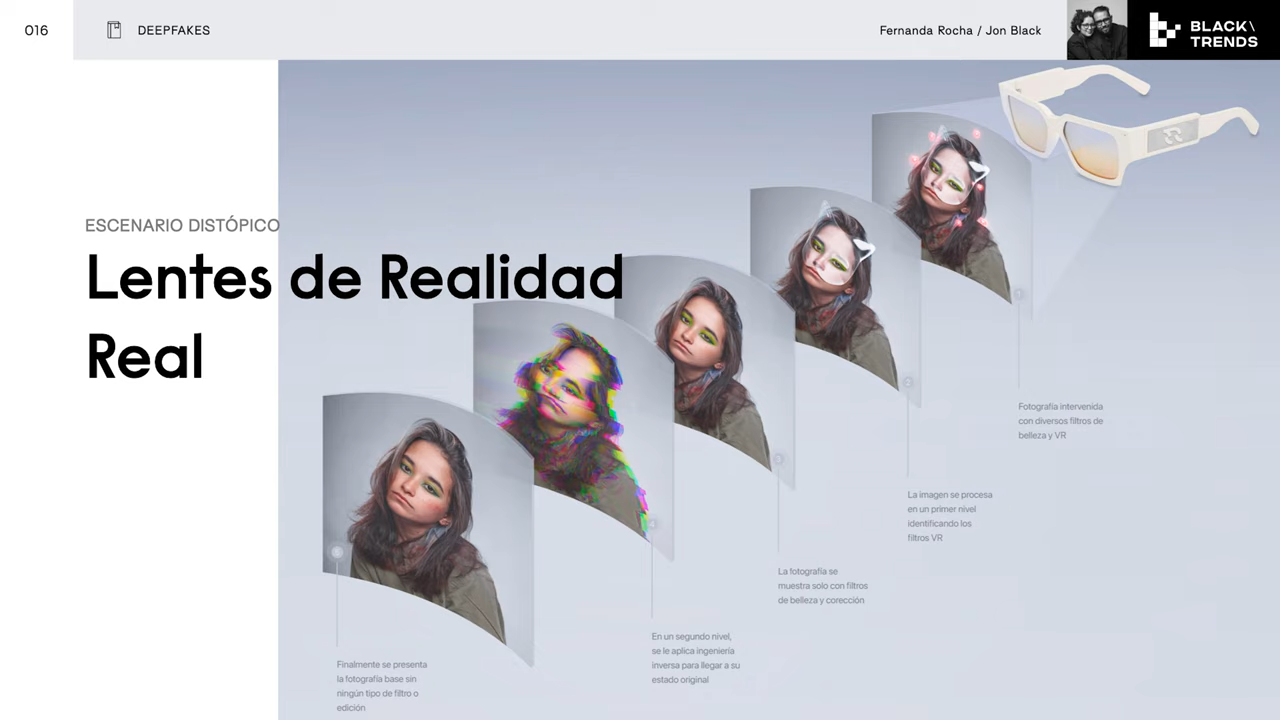 016
DEEPFAKES
Fernanda Rocha / Jon Black
BLACK\
TRENDS
ESCENARIO DISTÓPICO
Lentes de Realidad
Real
Fotografía intervenida
con diversos filtros de
belleza y VR
La imagen se procesa
en un primer nivel
identificando los
filtros VR
La fotografía se
muestra solo con filtros
de belleza y corección
En un segundo nivel,
se le aplica ingeniería
inversa para llegar a su
estado original
Finalmente se presenta
la fotografía base sin
ningún tipo de filtro o
edición